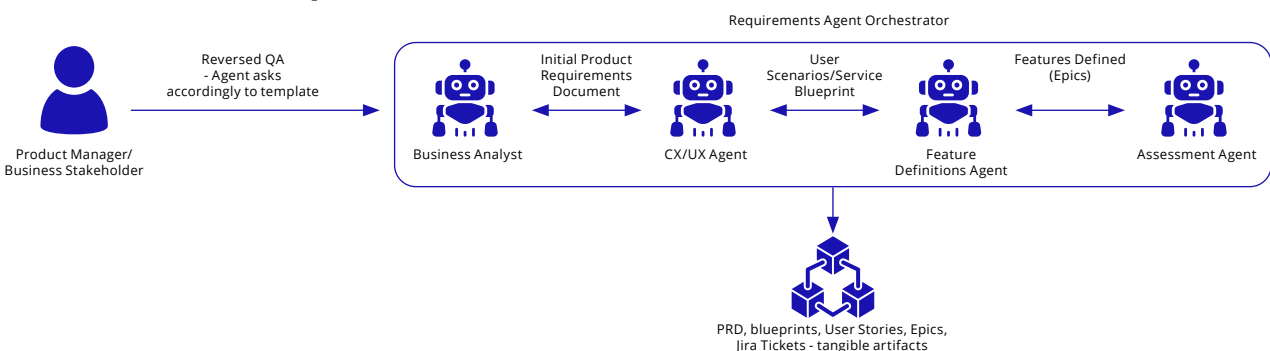 Requirements Agent Orchestrator
Reversed QA
- Agent asks
accordingly to template
Initial Product
Requirements
Document
User
Scenarios/Service
Blueprint
Features Defined
(Epics)
Product Manager/
Business Stakeholder
Business Analyst
CX/UX Agent
Feature
Definitions Agent
Assessment Agent
PRD, blueprints, User Stories, Epics,
Jira Tickets - tangible artifacts